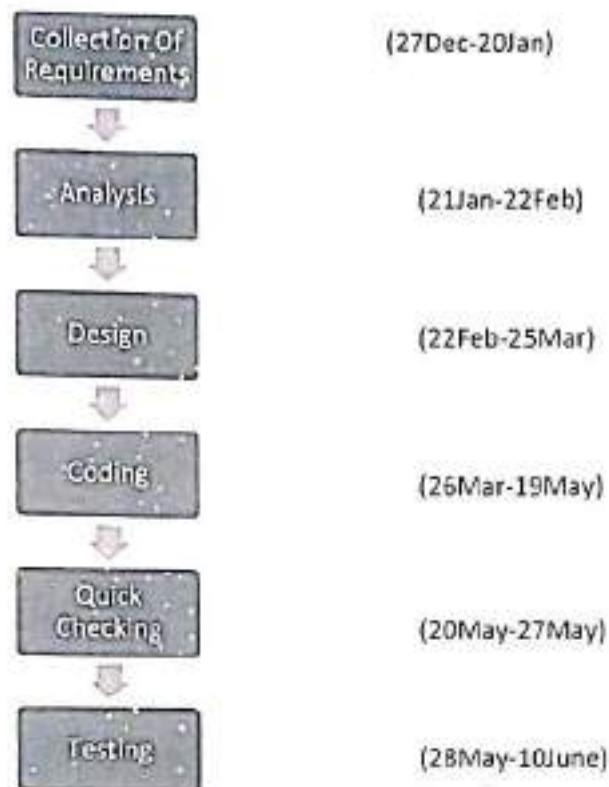 Collection Of
Requirements
(27Dec-20Jan)
Analysis
(21Jan-22Feb)
Design
(22Feb-25Mar)
Coding
(26Mar-19May)
Quick
Checking
(20May-27May)
Testing
(28May-10June)